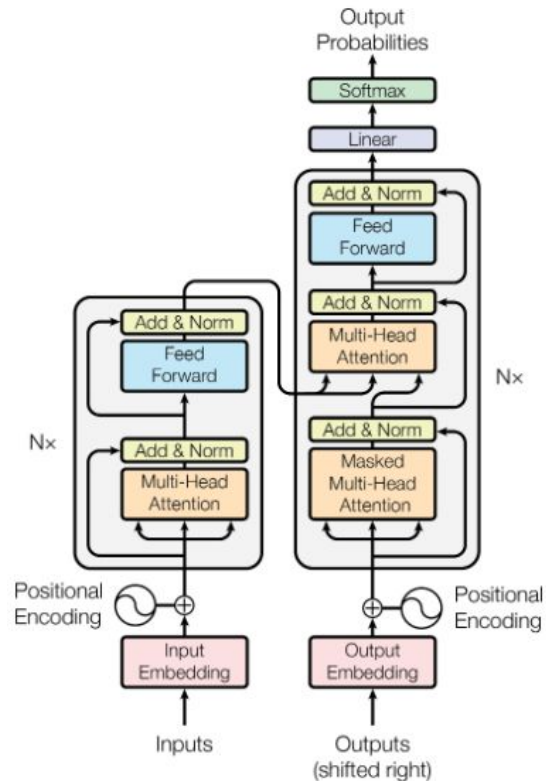 Output
Probabilities
Softmax
Linear
Add & Norm
Feed
Forward
Add & Norm
Multi-Head
Attention
Add & Norm
Masked
Multi-Head
Attention
N×
Add & Norm
Feed
Forward
Add & Norm
Multi-Head
Attention
N×
Positional
Encoding
Positional
Encoding
Input
Embedding
Output
Embedding
Inputs
Outputs
(shifted right)